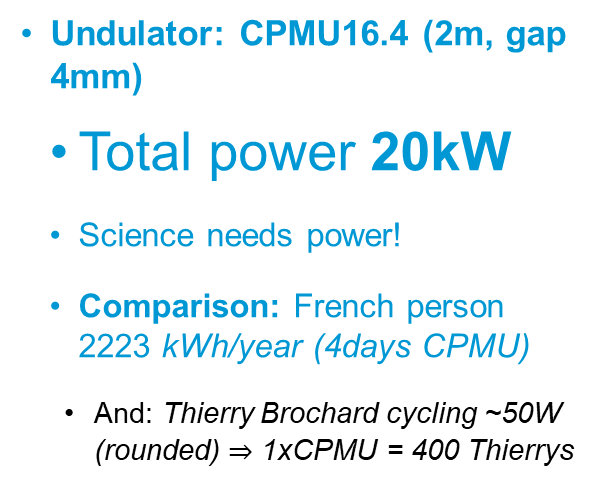 • Undulator: CPMU16.4 (2m, gap
4mm)
• Total power 20kW
• Science needs power!
• Comparison: French person
2223 kWh/year (4days CPMU)
• And: Thierry Brochard cycling ~50W
(rounded) ⇒ 1xCPMU = 400 Thierrys